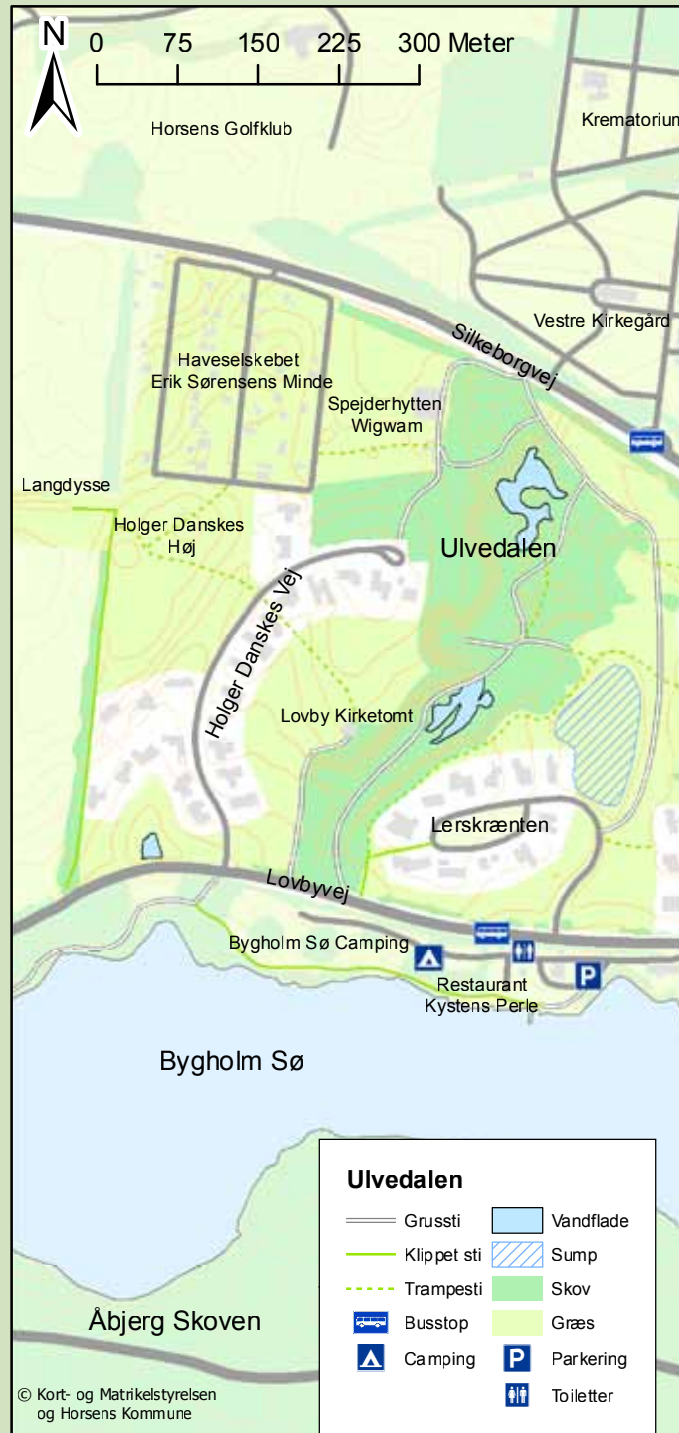 N
0 75 150 225 300 Meter
Horsens Golfklub
Krematorium
Vestre Kirkegård
Silkeborgvej
Haveselskebet
Erik Sørensens Minde
Spejderhytten
Wigwam
Langdysse
Holger Danskes
Høj
Ulvedalen
Holger Danskes Vej
Lovby Kirketomt
Lerskrænten
Lovbyvej
Bygholm Sø Camping
Restaurant
Kystens Perle
P
Bygholm Sø
Ulvedalen
Grussti Vandflade
Klippet sti Sump
Trampesti Skov
Busstop Græs
Camping P Parkering
Toiletter
Åbjerg Skoven
© Kort- og Matrikelstyrelsen
og Horsens Kommune